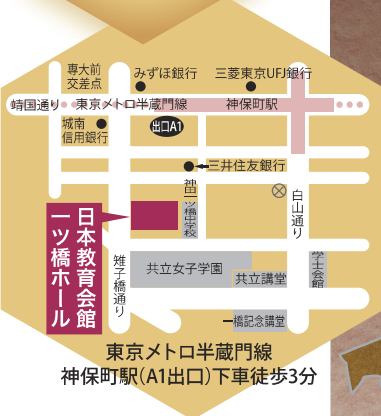 専大前
交差点
みずほ銀行
三菱東京UFJ銀行
靖国通り
東京メトロ半蔵門線
神保町駅
城南
信用銀行
出口A1
三井住友銀行
神田一ツ橋中学校
白山通り
日本教育会館
一ツ橋ホール
雉子橋通り
共立女子学園
共立講堂
学士会館
一橋記念講堂
東京メトロ半蔵門線
神保町駅(A1出口)下車徒歩3分